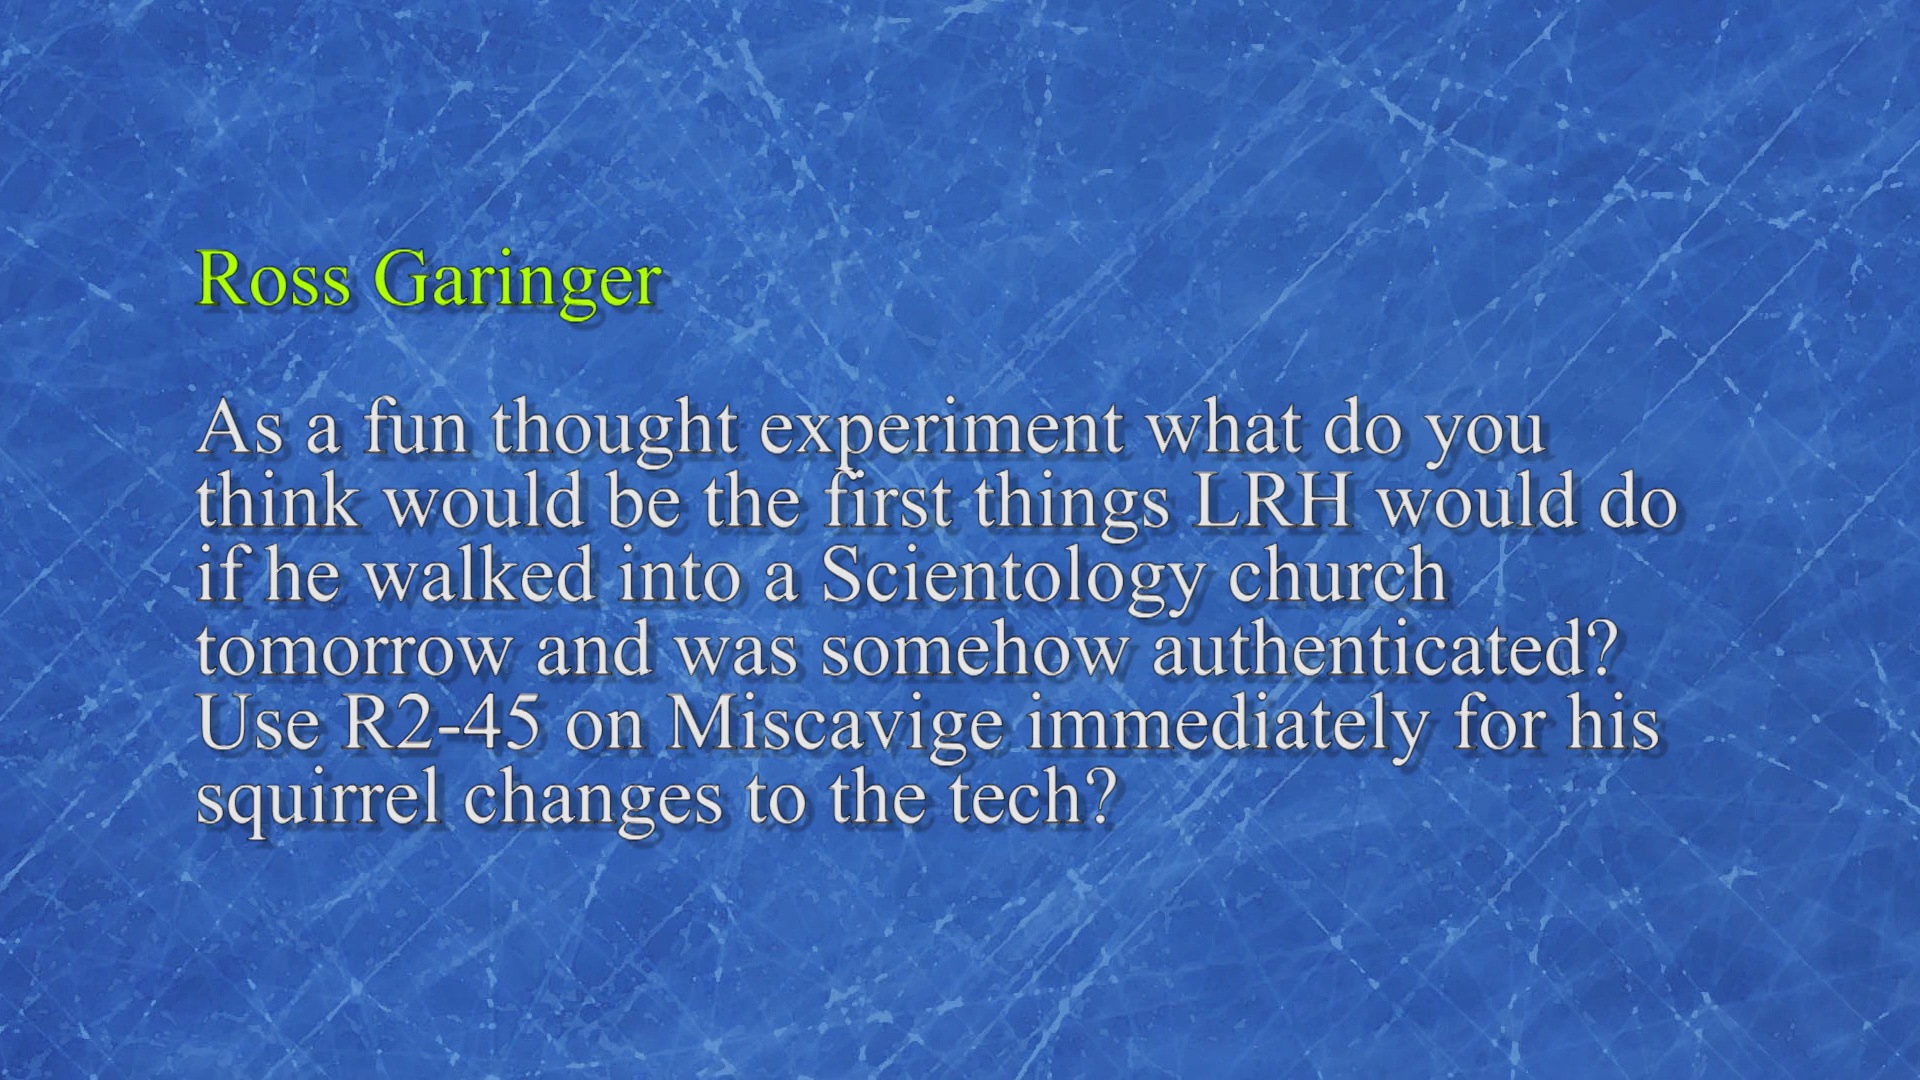 Ross Garinger
As a fun thought experiment what do you
think would be the first things LRH would do
if he walked into a Scientology church
tomorrow and was somehow authenticated?
Use R2-45 on Miscavige immediately for his
squirrel changes to the tech?